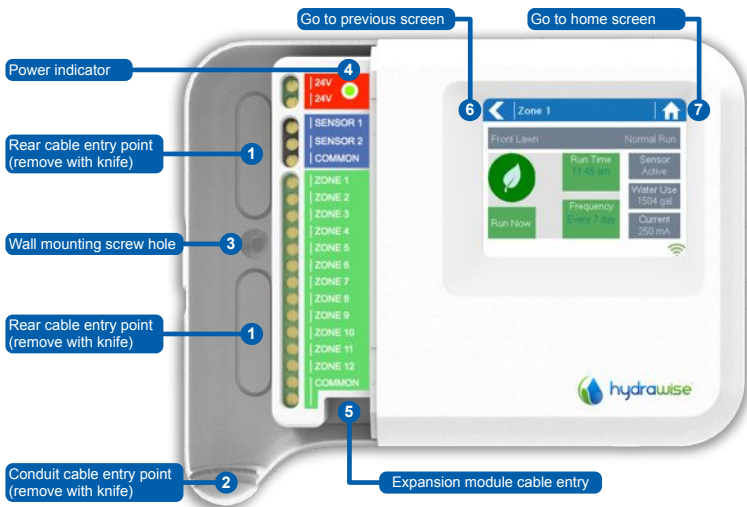 Go to previous screen
Go to home screen
Power indicator
4
24V
24V
6
Zone 1
7
SENSOR 1
SENSOR 2
COMMON
Front Lawn
Normal Run
Rear cable entry point
(remove with knife)
1
Run Time
11:45 am
Sensor
Active
ZONE 1
ZONE 2
ZONE 3
ZONE 4
ZONE 5
ZONE 6
ZONE 7
ZONE 8
ZONE 9
ZONE 10
ZONE 11
ZONE 12
COMMON
Water Use
1504 gal
Frequency
Every 7 day
Run Now
Current
250 mA
Wall mounting screw hole
3
Rear cable entry point
(remove with knife)
1
hydrawise
5
Conduit cable entry point
(remove with knife)
2
Expansion module cable entry